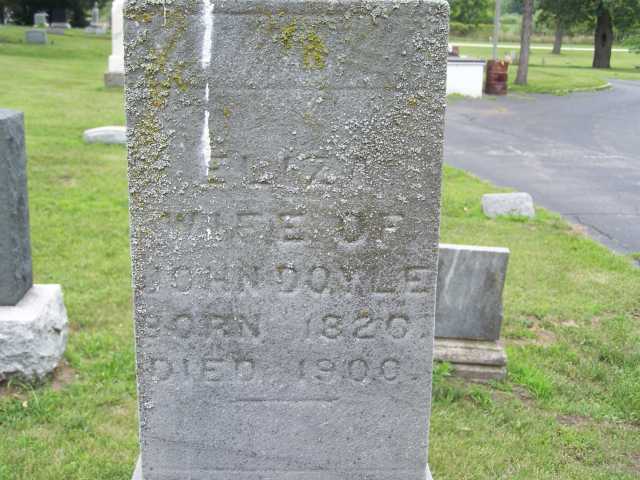 ELIZA
WIFE OF
JOHN DOYLE
BORN 1820.
DIED 1900.